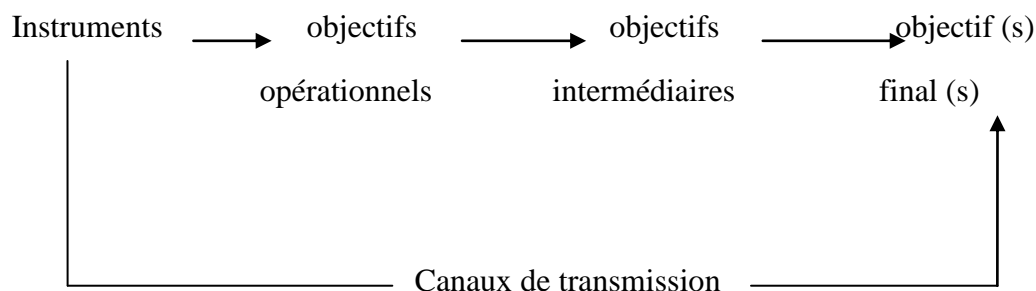 Instruments objectifs objectifs objectif (s)
opérationnels intermédiaires final (s)
Canaux de transmission